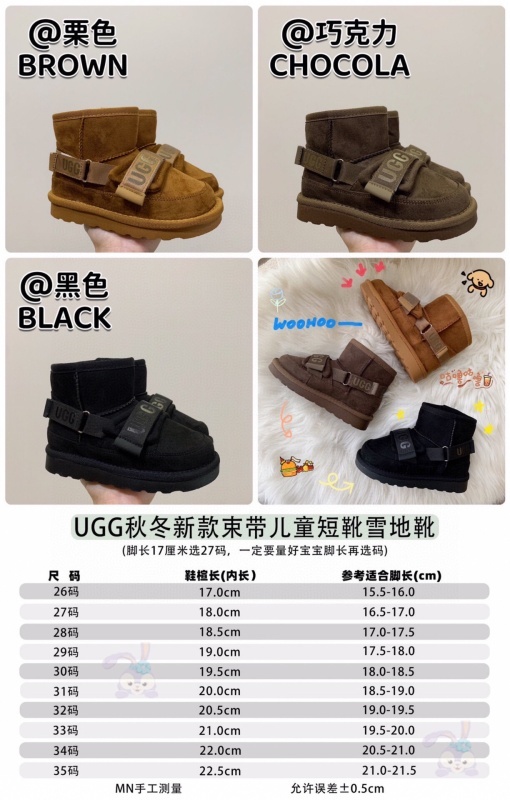 @栗色
BROWN
@巧克力
CHOCOLA
UGG
UGG
UGG
UGG
@黑色
BLACK
UGG
WOOHOO
UGG
UGG秋冬新款束带儿童短靴雪地靴
(脚长17厘米选27码，一定要量好宝宝脚长再选码)
尺 码 鞋楦长(内长） 参考适合脚长(cm)
26码 17.0cm 15.5-16.0
27码 18.0cm 16.5-17.0
28码 18.5cm 17.0-17.5
29码 19.0cm 17.5-18.0
30码 19.5cm 18.0-18.5
31码 20.0cm 18.5-19.0
32码 20.5cm 19.0-19.5
33码 21.0cm 19.5-20.0
34码 22.0cm 20.5-21.0
35码 22.5cm 21.0-21.5
MN手工测量 允许误差±0.5cm